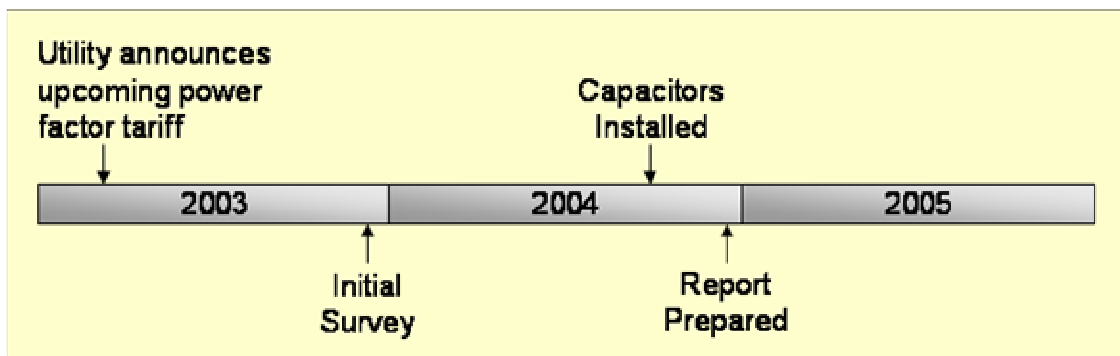 Utility announces
upcoming power
factor tariff
Capacitors
Installed
2003
2004
2005
Initial
Survey
Report
Prepared